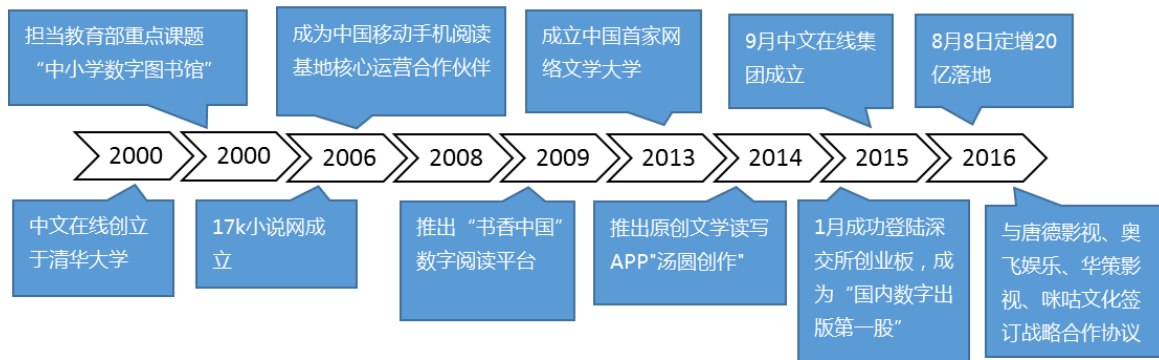 担当教育部重点课题
“中小学数字图书馆”
成为中国移动手机阅读
基地核心运营合作伙伴
成立中国首家网
络文学大学
9月中文在线集
团成立
8月8日定增20
亿落地
2000
2000
2006
2008
2009
2013
2014
2015
2016
中文在线创立
于清华大学
17k小说网成
立
推出“书香中国”
数字阅读平台
推出原创文学读写
APP"汤圆创作"
1月成功登陆深
交所创业板，成
为“国内数字出
版第一股”
与唐德影视、奥
飞娱乐、华策影
视、咪咕文化签
订战略合作协议